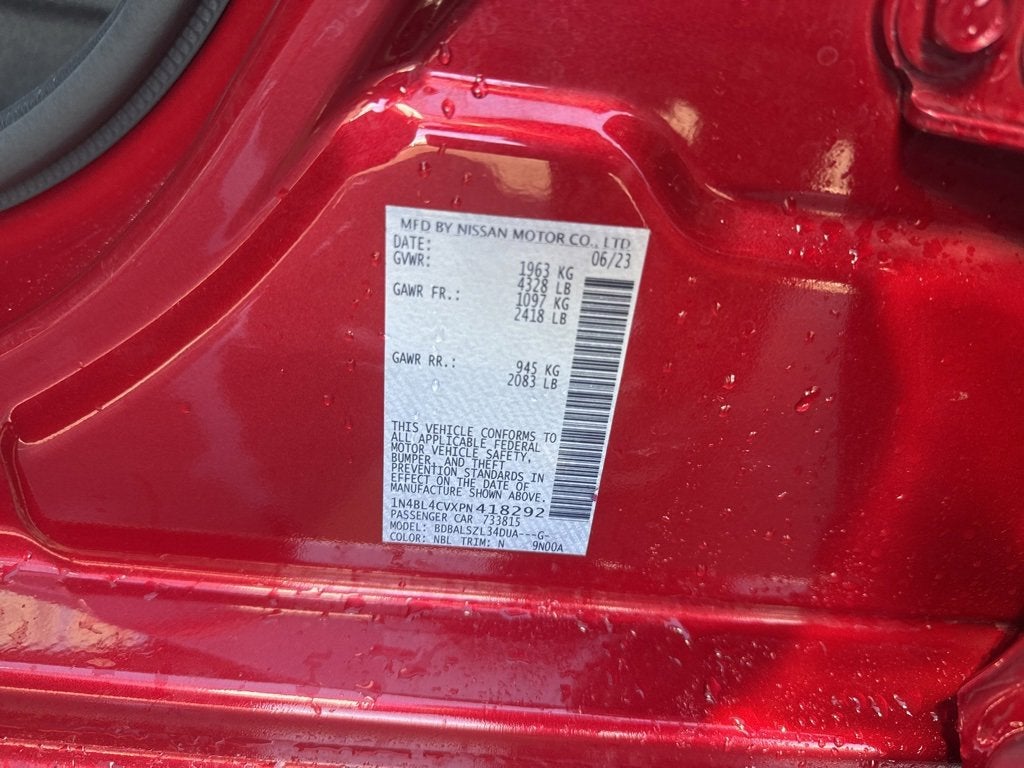 MFD BY NISSAN MOTOR CO., LTD
DATE: 06/23
GVWR: 1963 KG
4328 LB
GAWR FR.: 1097 KG
2418 LB
GAWR RR.: 945 KG
2083 LB
THIS VEHICLE CONFORMS TO
ALL APPLICABLE FEDERAL
MOTOR VEHICLE SAFETY,
BUMPER, AND THEFT
PREVENTION STANDARDS IN
EFFECT ON THE DATE OF
MANUFACTURE SHOWN ABOVE.
1N4BL4CVXPN418292
PASSENGER CAR 733815
MODEL: BDBALSZL34DUA---G-
COLOR: NBL TRIM: N 9N00A